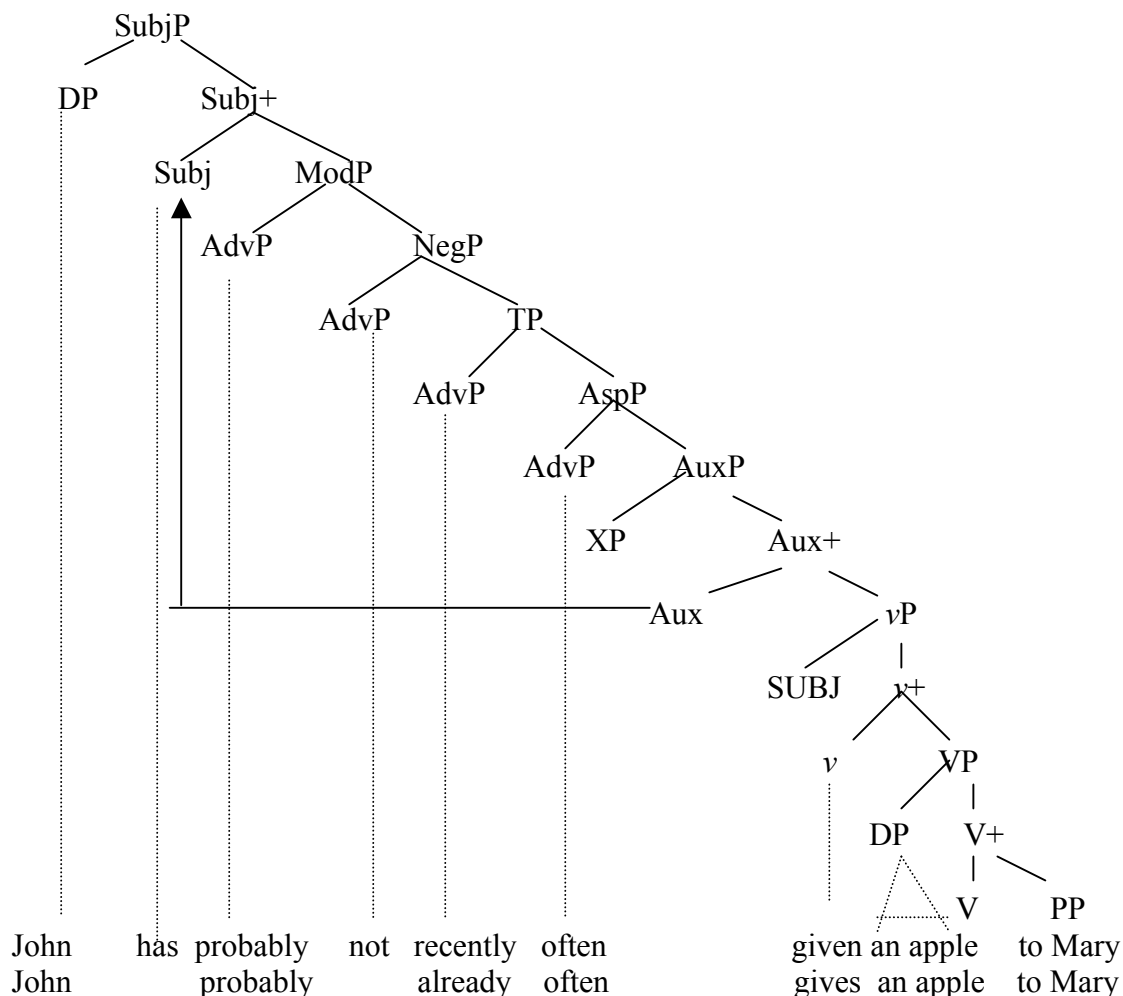 SubjP
DP Subj+
Subj ModP
AdvP NegP
AdvP TP
AdvP AspP
AdvP AuxP
XP Aux+
Aux vP
SUBJ v+
v VP
DP V+
V PP
John has probably not recently often given an apple to Mary
John probably already often gives an apple to Mary